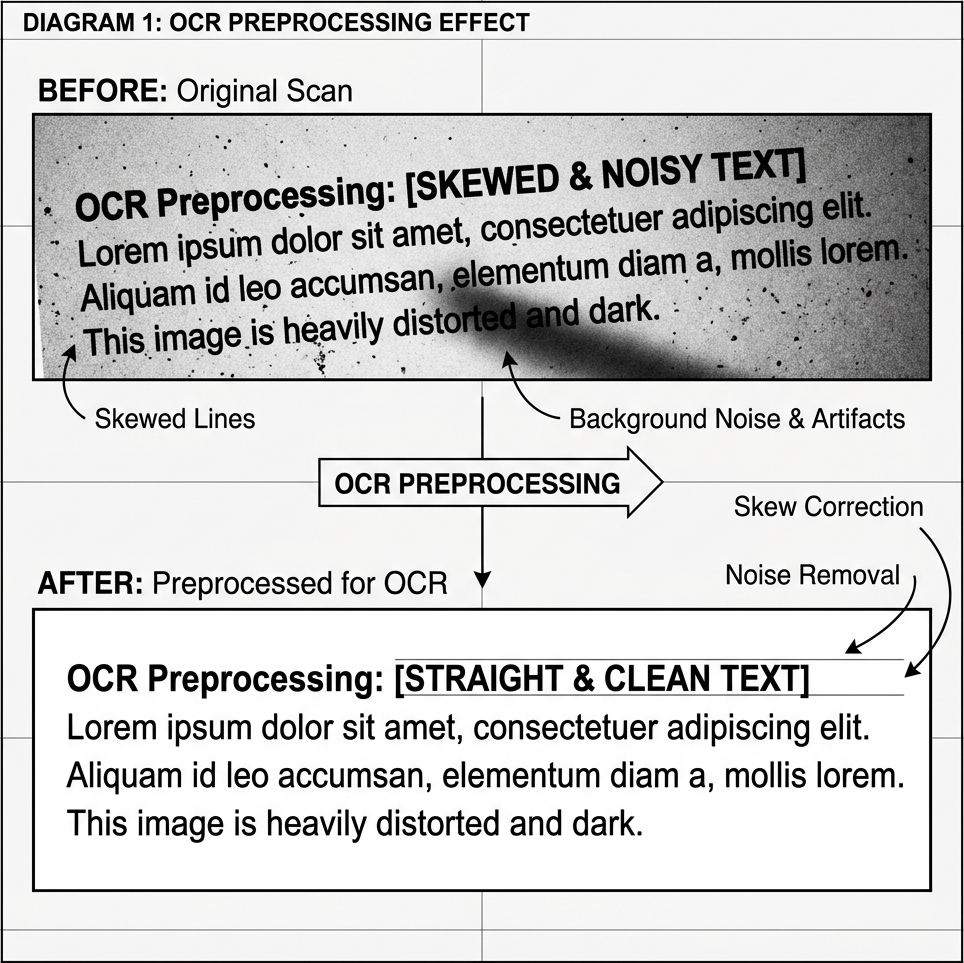 DIAGRAM 1: OCR PREPROCESSING EFFECT
BEFORE: Original Scan
OCR Preprocessing: [SKEWED & NOISY TEXT]
Lorem ipsum dolor sit amet, consectetuer adipiscing elit.
Aliquam id leo accumsan, elementum diam a, mollis lorem.
This image is heavily distorted and dark.
Skewed Lines
Background Noise & Artifacts
OCR PREPROCESSING
Skew Correction
Noise Removal
AFTER: Preprocessed for OCR
OCR Preprocessing: [STRAIGHT & CLEAN TEXT]
Lorem ipsum dolor sit amet, consectetuer adipiscing elit.
Aliquam id leo accumsan, elementum diam a, mollis lorem.
This image is heavily distorted and dark.